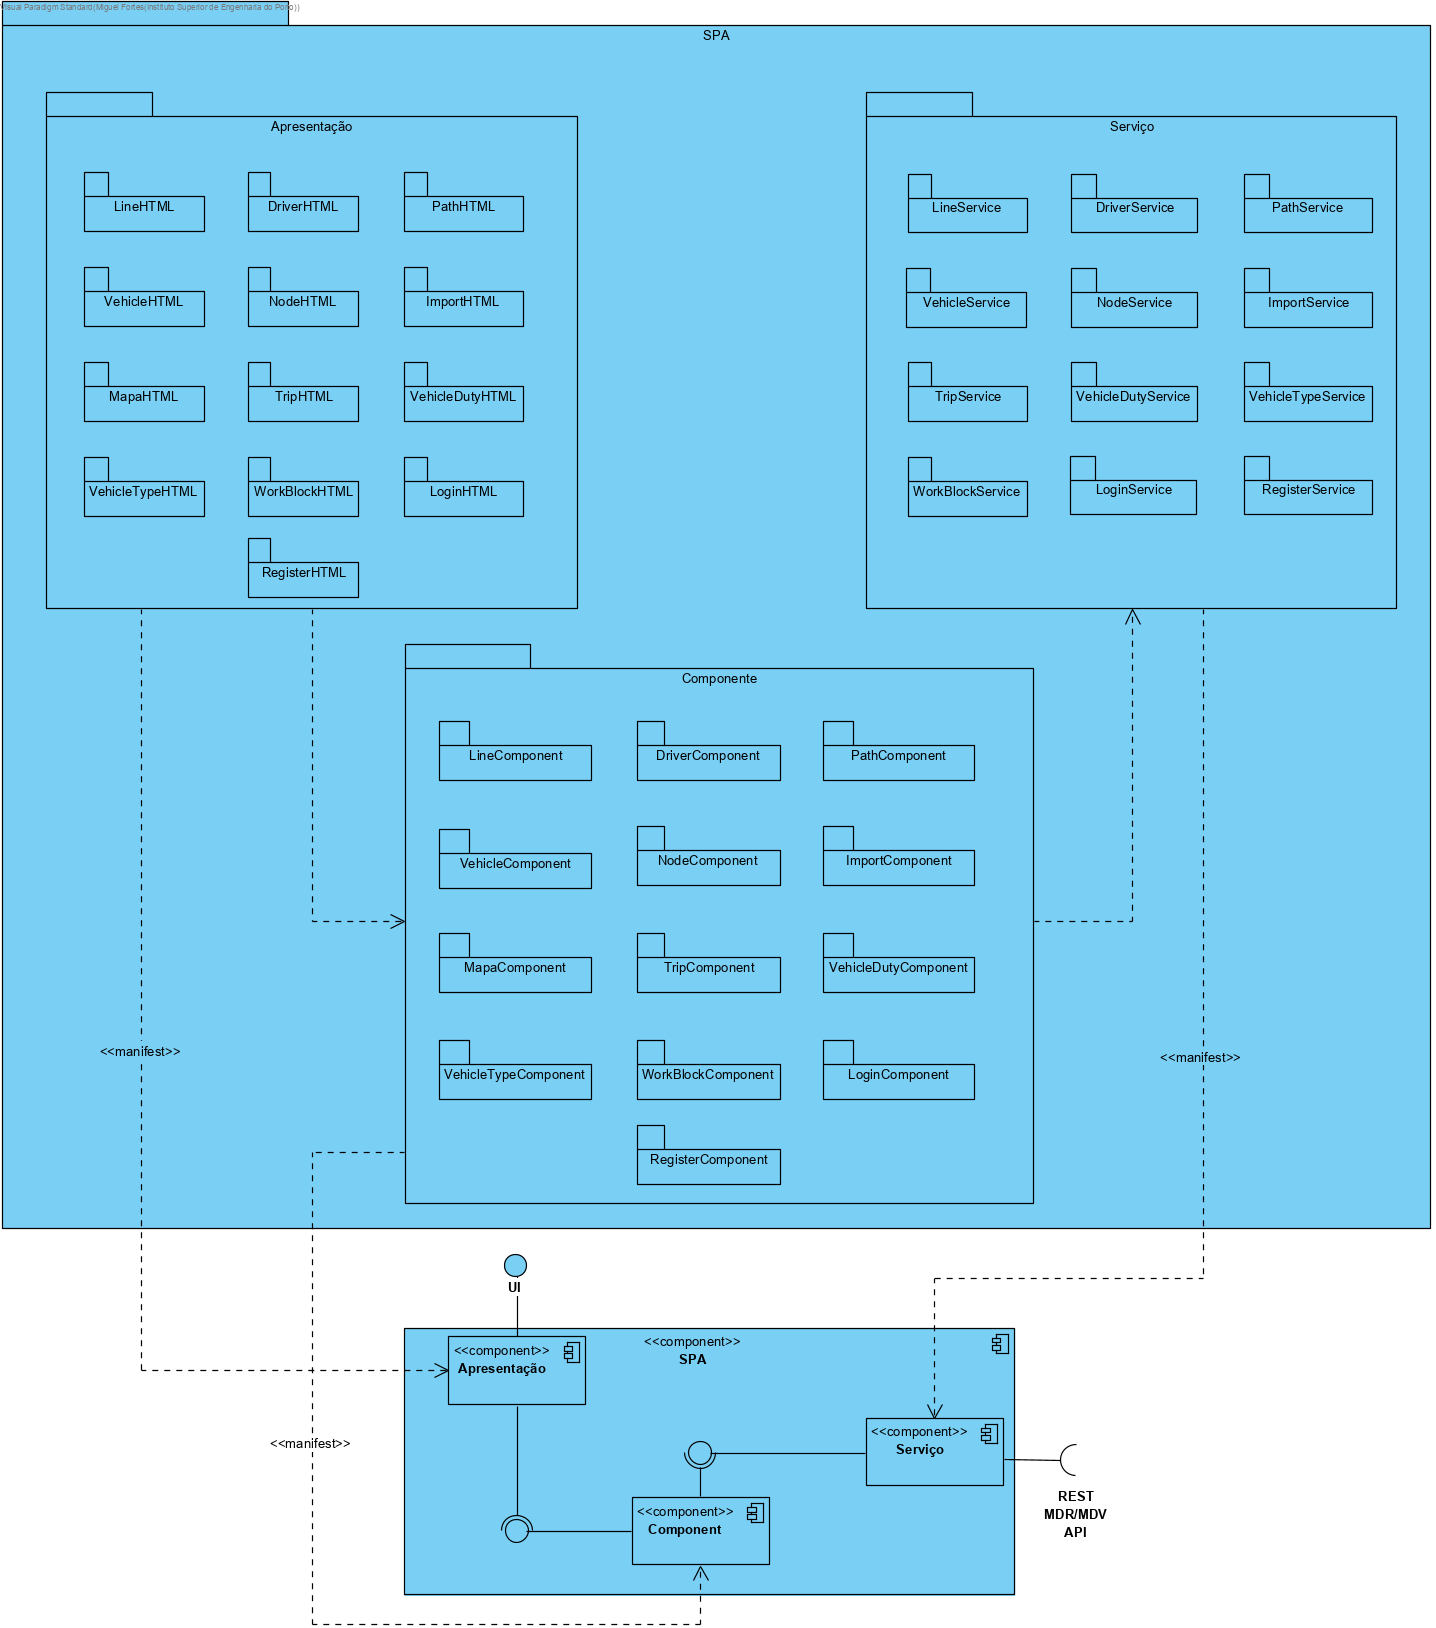 Visual Paradigm Standard(Miguel Fortes(Instituto Superior de Engenharia do Porto))
SPA
Apresentação
LineHTML
DriverHTML
PathHTML
VehicleHTML
NodeHTML
ImportHTML
MapaHTML
TripHTML
VehicleDutyHTML
VehicleTypeHTML
WorkBlockHTML
LoginHTML
RegisterHTML
Serviço
LineService
DriverService
PathService
VehicleService
NodeService
ImportService
TripService
VehicleDutyService
VehicleTypeService
WorkBlockService
LoginService
RegisterService
Componente
LineComponent
DriverComponent
PathComponent
VehicleComponent
NodeComponent
ImportComponent
MapaComponent
TripComponent
VehicleDutyComponent
VehicleTypeComponent
WorkBlockComponent
LoginComponent
RegisterComponent
<<manifest>>
<<manifest>>
UI
<<component>>
SPA
<<component>>
Apresentação
<<manifest>>
<<component>>
Serviço
<<component>>
Component
REST
MDR/MDV
API